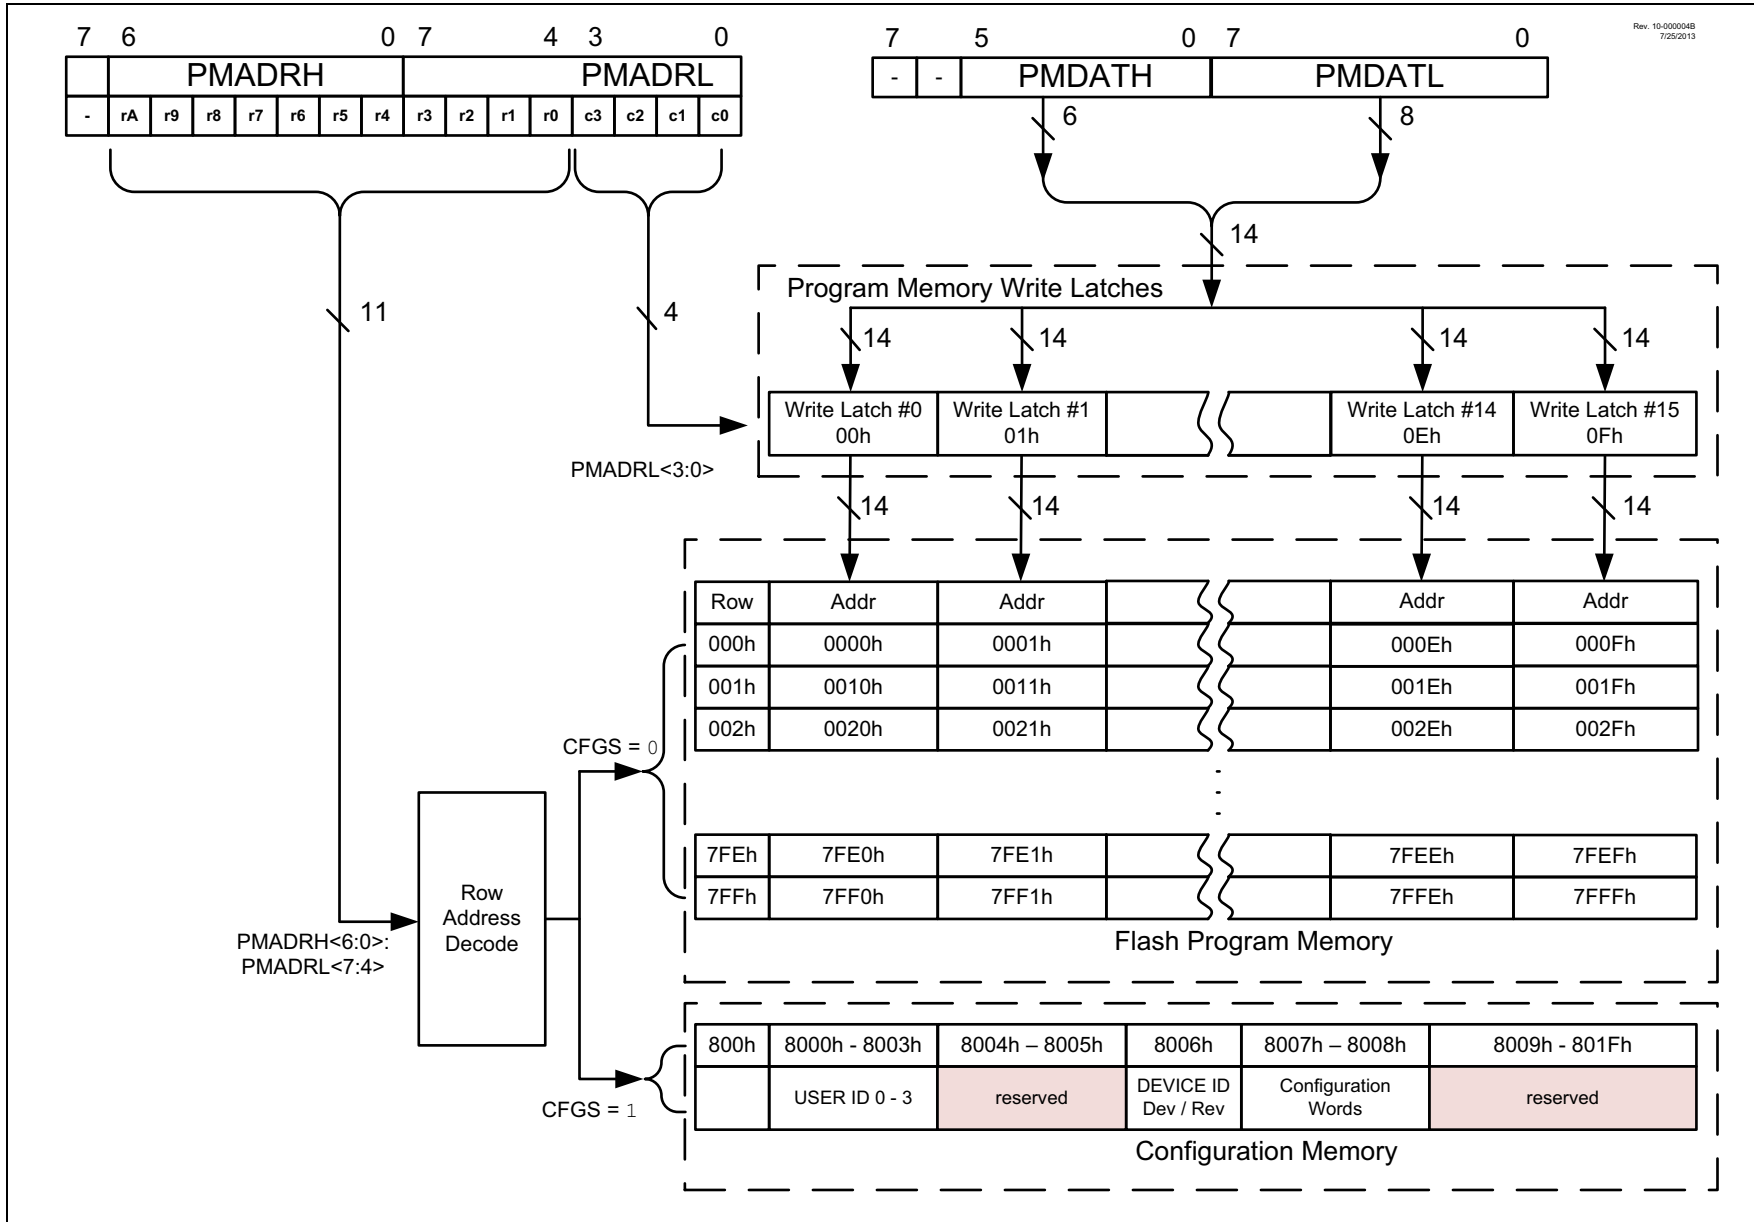 Rev. 10-000004B
7/25/2013
7 6 0 7 4 3 0
7 5 0 7 0
PMADRH PMADRL
- - PMDATH PMDATL
- rA r9 r8 r7 r6 r5 r4 r3 r2 r1 r0 c3 c2 c1 c0
6 8
14
Program Memory Write Latches
11 4
14 14 14 14
Write Latch #0 Write Latch #1 Write Latch #14 Write Latch #15
00h 01h 0Eh 0Fh
PMADRL<3:0>
14 14 14 14
Row Addr Addr Addr Addr
000h 0000h 0001h 000Eh 000Fh
001h 0010h 0011h 001Eh 001Fh
002h 0020h 0021h 002Eh 002Fh
CFGS = 0
7FEh 7FE0h 7FE1h 7FEEh 7FEFh
7FFh 7FF0h 7FF1h 7FFEh 7FFFh
Row
Address
Decode
PMADRH<6:0>:
PMADRL<7:4>
Flash Program Memory
800h 8000h - 8003h 8004h – 8005h 8006h 8007h – 8008h 8009h - 801Fh
USER ID 0 - 3 reserved DEVICE ID Configuration reserved
Dev / Rev Words
CFGS = 1
Configuration Memory